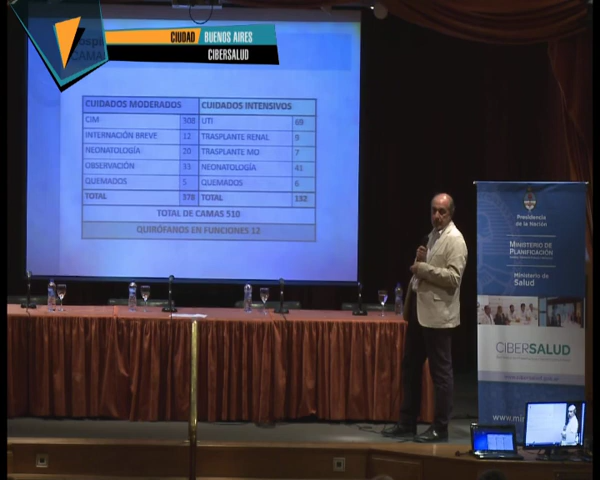 CIUDAD BUENOS AIRES
CIBERSALUD
CUIDADOS MODERADOS CUIDADOS INTENSIVOS
CIM 308 UTI 69
INTERNACIÓN BREVE 12 TRASPLANTE RENAL 9
NEONATOLOGÍA 20 TRASPLANTE MO 7
OBSERVACIÓN 33 NEONATOLOGÍA 41
QUEMADOS 5 QUEMADOS 6
TOTAL 378 TOTAL 132
TOTAL DE CAMAS 510
QUIRÓFANOS EN FUNCIONES 12
Presidencia
de la Nación
MINISTERIO DE
PLANIFICACIÓN
Ministerio de
Salud
CIBERSALUD